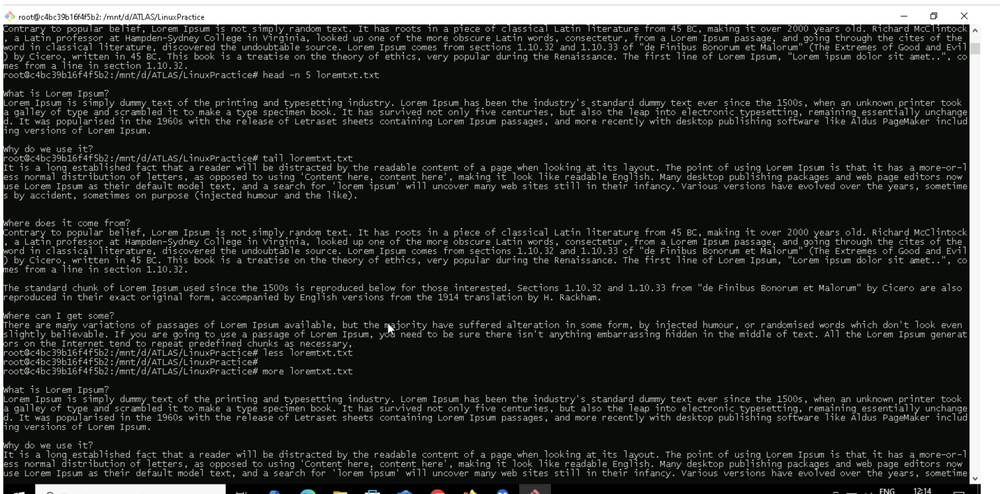 root@c4bc39b16f4f5b2: /mnt/d/ATLAS/LinuxPractice
Contrary to popular belief, Lorem Ipsum is not simply random text. It has roots in a piece of classical Latin literature from 45 BC, making it over 2000 years old. Richard McClintock
, a Latin professor at Hampden-Sydney College in Virginia, looked up one of the more obscure Latin words, consectetur, from a Lorem Ipsum passage, and going through the cites of the
word in classical literature, discovered the undoubtable source. Lorem Ipsum comes from sections 1.10.32 and 1.10.33 of "de Finibus Bonorum et Malorum" (The Extremes of Good and Evil
) by Cicero, written in 45 BC. This book is a treatise on the theory of ethics, very popular during the Renaissance. The first line of Lorem Ipsum, "Lorem ipsum dolor sit amet..", co
mes from a line in section 1.10.32.
root@c4bc39b16f4f5b2:/mnt/d/ATLAS/LinuxPractice# head -n 5 loremtxt.txt
What is Lorem Ipsum?
Lorem Ipsum is simply dummy text of the printing and typesetting industry. Lorem Ipsum has been the industry's standard dummy text ever since the 1500s, when an unknown printer took
a galley of type and scrambled it to make a type specimen book. It has survived not only five centuries, but also the leap into electronic typesetting, remaining essentially unchange
d. It was popularised in the 1960s with the release of Letraset sheets containing Lorem Ipsum passages, and more recently with desktop publishing software like Aldus PageMaker includ
ing versions of Lorem Ipsum.
Why do we use it?
root@c4bc39b16f4f5b2:/mnt/d/ATLAS/LinuxPractice# tail loremtxt.txt
It is a long established fact that a reader will be distracted by the readable content of a page when looking at its layout. The point of using Lorem Ipsum is that it has a more-or-l
ess normal distribution of letters, as opposed to using 'Content here, content here', making it look like readable English. Many desktop publishing packages and web page editors now
use Lorem Ipsum as their default model text, and a search for 'lorem ipsum' will uncover many web sites still in their infancy. Various versions have evolved over the years, sometime
s by accident, sometimes on purpose (injected humour and the like).
Where does it come from?
Contrary to popular belief, Lorem Ipsum is not simply random text. It has roots in a piece of classical Latin literature from 45 BC, making it over 2000 years old. Richard McClintock
, a Latin professor at Hampden-Sydney College in Virginia, looked up one of the more obscure Latin words, consectetur, from a Lorem Ipsum passage, and going through the cites of the
word in classical literature, discovered the undoubtable source. Lorem Ipsum comes from sections 1.10.32 and 1.10.33 of "de Finibus Bonorum et Malorum" (The Extremes of Good and Evil
) by Cicero, written in 45 BC. This book is a treatise on the theory of ethics, very popular during the Renaissance. The first line of Lorem Ipsum, "Lorem ipsum dolor sit amet..", co
mes from a line in section 1.10.32.
The standard chunk of Lorem Ipsum used since the 1500s is reproduced below for those interested. Sections 1.10.32 and 1.10.33 from "de Finibus Bonorum et Malorum" by Cicero are also
reproduced in their exact original form, accompanied by English versions from the 1914 translation by H. Rackham.
Where can I get some?
There are many variations of passages of Lorem Ipsum available, but the majority have suffered alteration in some form, by injected humour, or randomised words which don't look even
slightly believable. If you are going to use a passage of Lorem Ipsum, you need to be sure there isn't anything embarrassing hidden in the middle of text. All the Lorem Ipsum generat
ors on the Internet tend to repeat predefined chunks as necessary,
root@c4bc39b16f4f5b2:/mnt/d/ATLAS/LinuxPractice# less loremtxt.txt
root@c4bc39b16f4f5b2:/mnt/d/ATLAS/LinuxPractice#
root@c4bc39b16f4f5b2:/mnt/d/ATLAS/LinuxPractice# more loremtxt.txt
What is Lorem Ipsum?
Lorem Ipsum is simply dummy text of the printing and typesetting industry. Lorem Ipsum has been the industry's standard dummy text ever since the 1500s, when an unknown printer took
a galley of type and scrambled it to make a type specimen book. It has survived not only five centuries, but also the leap into electronic typesetting, remaining essentially unchange
d. It was popularised in the 1960s with the release of Letraset sheets containing Lorem Ipsum passages, and more recently with desktop publishing software like Aldus PageMaker includ
ing versions of Lorem Ipsum.
Why do we use it?
It is a long established fact that a reader will be distracted by the readable content of a page when looking at its layout. The point of using Lorem Ipsum is that it has a more-or-l
ess normal distribution of letters, as opposed to using 'Content here, content here', making it look like readable English. Many desktop publishing packages and web page editors now
use Lorem Ipsum as their default model text, and a search for 'lorem ipsum' will uncover many web sites still in their infancy. Various versions have evolved over the years, sometime
ENG
12:14